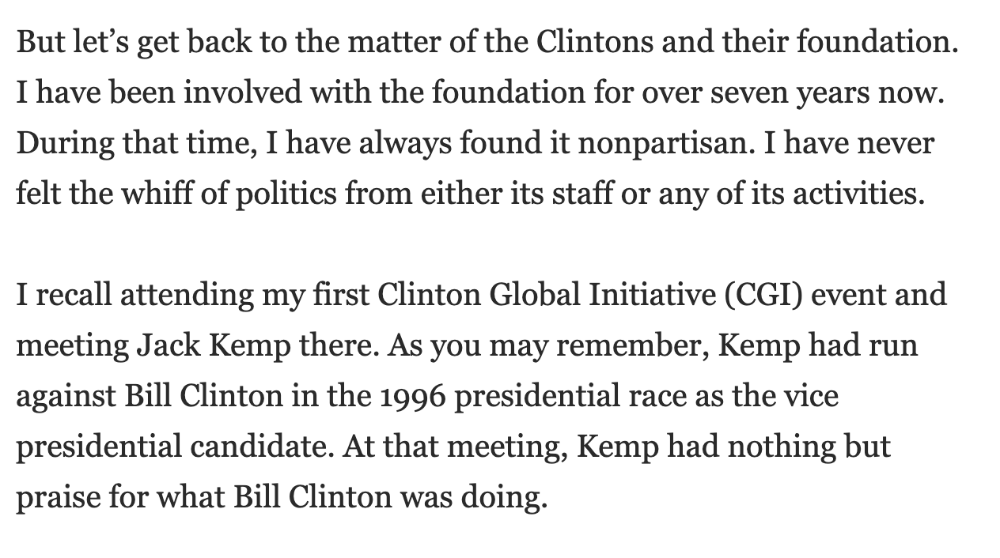 But let’s get back to the matter of the Clintons and their foundation.
I have been involved with the foundation for over seven years now.
During that time, I have always found it nonpartisan. I have never
felt the whiff of politics from either its staff or any of its activities.
I recall attending my first Clinton Global Initiative (CGI) event and
meeting Jack Kemp there. As you may remember, Kemp had run
against Bill Clinton in the 1996 presidential race as the vice
presidential candidate. At that meeting, Kemp had nothing but
praise for what Bill Clinton was doing.